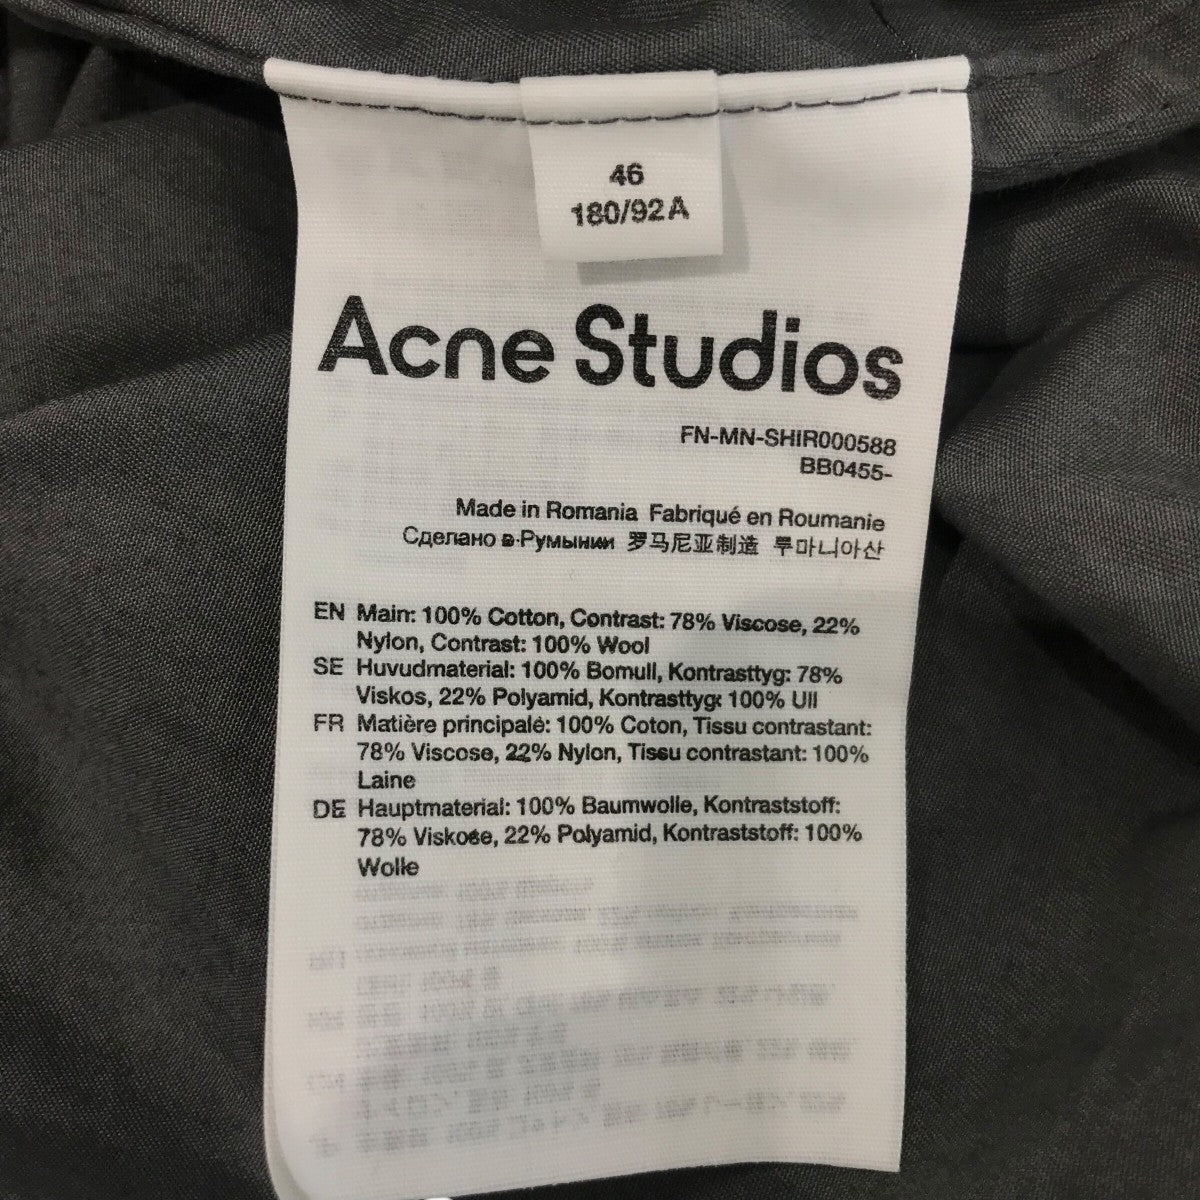 46
180/92A
Acne Studios
FN-MN-SHIR000588
BB0455-
Made in Romania Fabriqué en Roumanie
Сделано в Румынии 罗马尼亚制造 루마니아산
EN Main: 100% Cotton, Contrast: 78% Viscose, 22%
Nylon, Contrast: 100% Wool
SE Huvudmaterial: 100% Bomull, Kontrasttyg: 78%
Viskos, 22% Polyamid, Kontrasttyg: 100% Ull
FR Matière principale: 100% Coton, Tissu contrastant:
78% Viscose, 22% Nylon, Tissu contrastant: 100%
Laine
DE Hauptmaterial: 100% Baumwolle, Kontraststoff:
78% Viskose, 22% Polyamid, Kontraststoff: 100%
Wolle